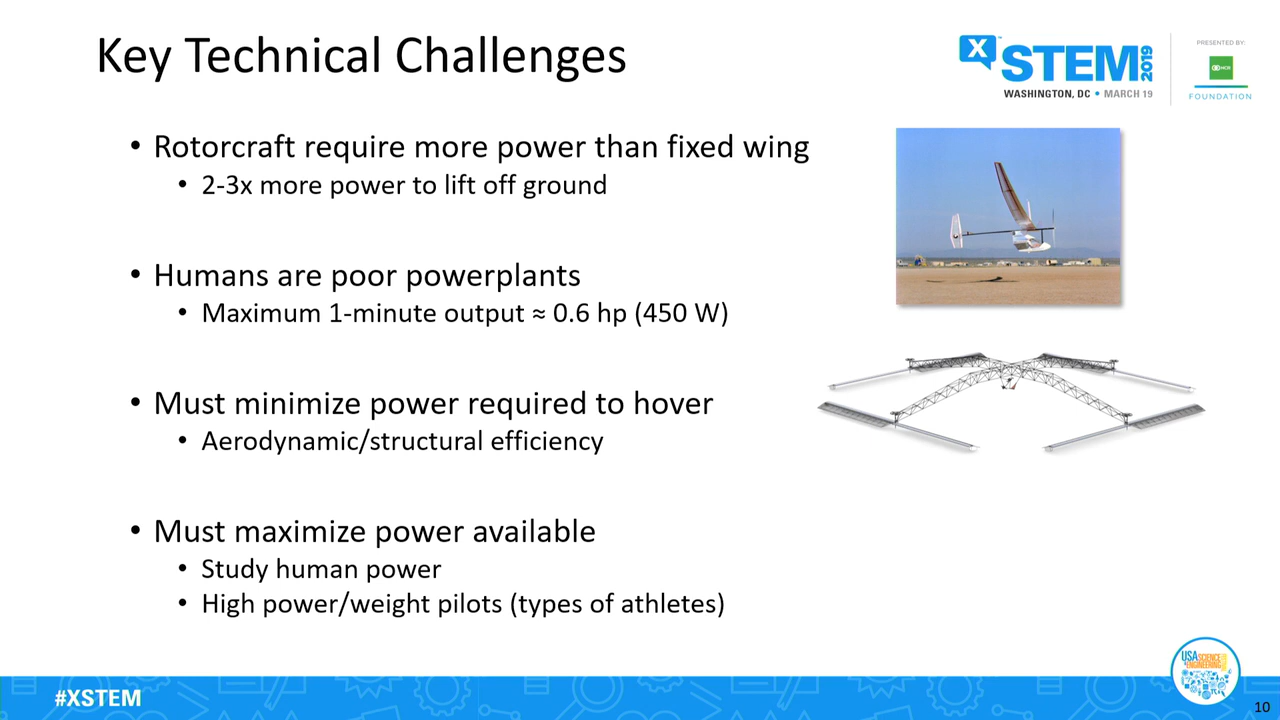 Key Technical Challenges
X STEM 2019
WASHINGTON, DC • MARCH 19
PRESENTED BY:
NCR
FOUNDATION
• Rotorcraft require more power than fixed wing
• 2-3x more power to lift off ground
• Humans are poor powerplants
• Maximum 1-minute output ≈ 0.6 hp (450 W)
• Must minimize power required to hover
• Aerodynamic/structural efficiency
• Must maximize power available
• Study human power
• High power/weight pilots (types of athletes)
USA SCIENCE
& ENGINEERING
#XSTEM
10